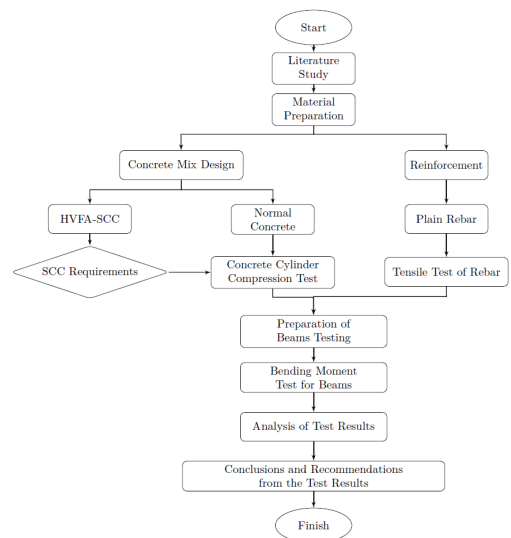 Start
Literature
Study
Material
Preparation
Concrete Mix Design
Reinforcement
HVFA-SCC
Normal
Concrete
Plain Rebar
SCC Requirements
Concrete Cylinder
Compression Test
Tensile Test of Rebar
Preparation of
Beams Testing
Bending Moment
Test for Beams
Analysis of Test Results
Conclusions and Recommendations
from the Test Results
Finish